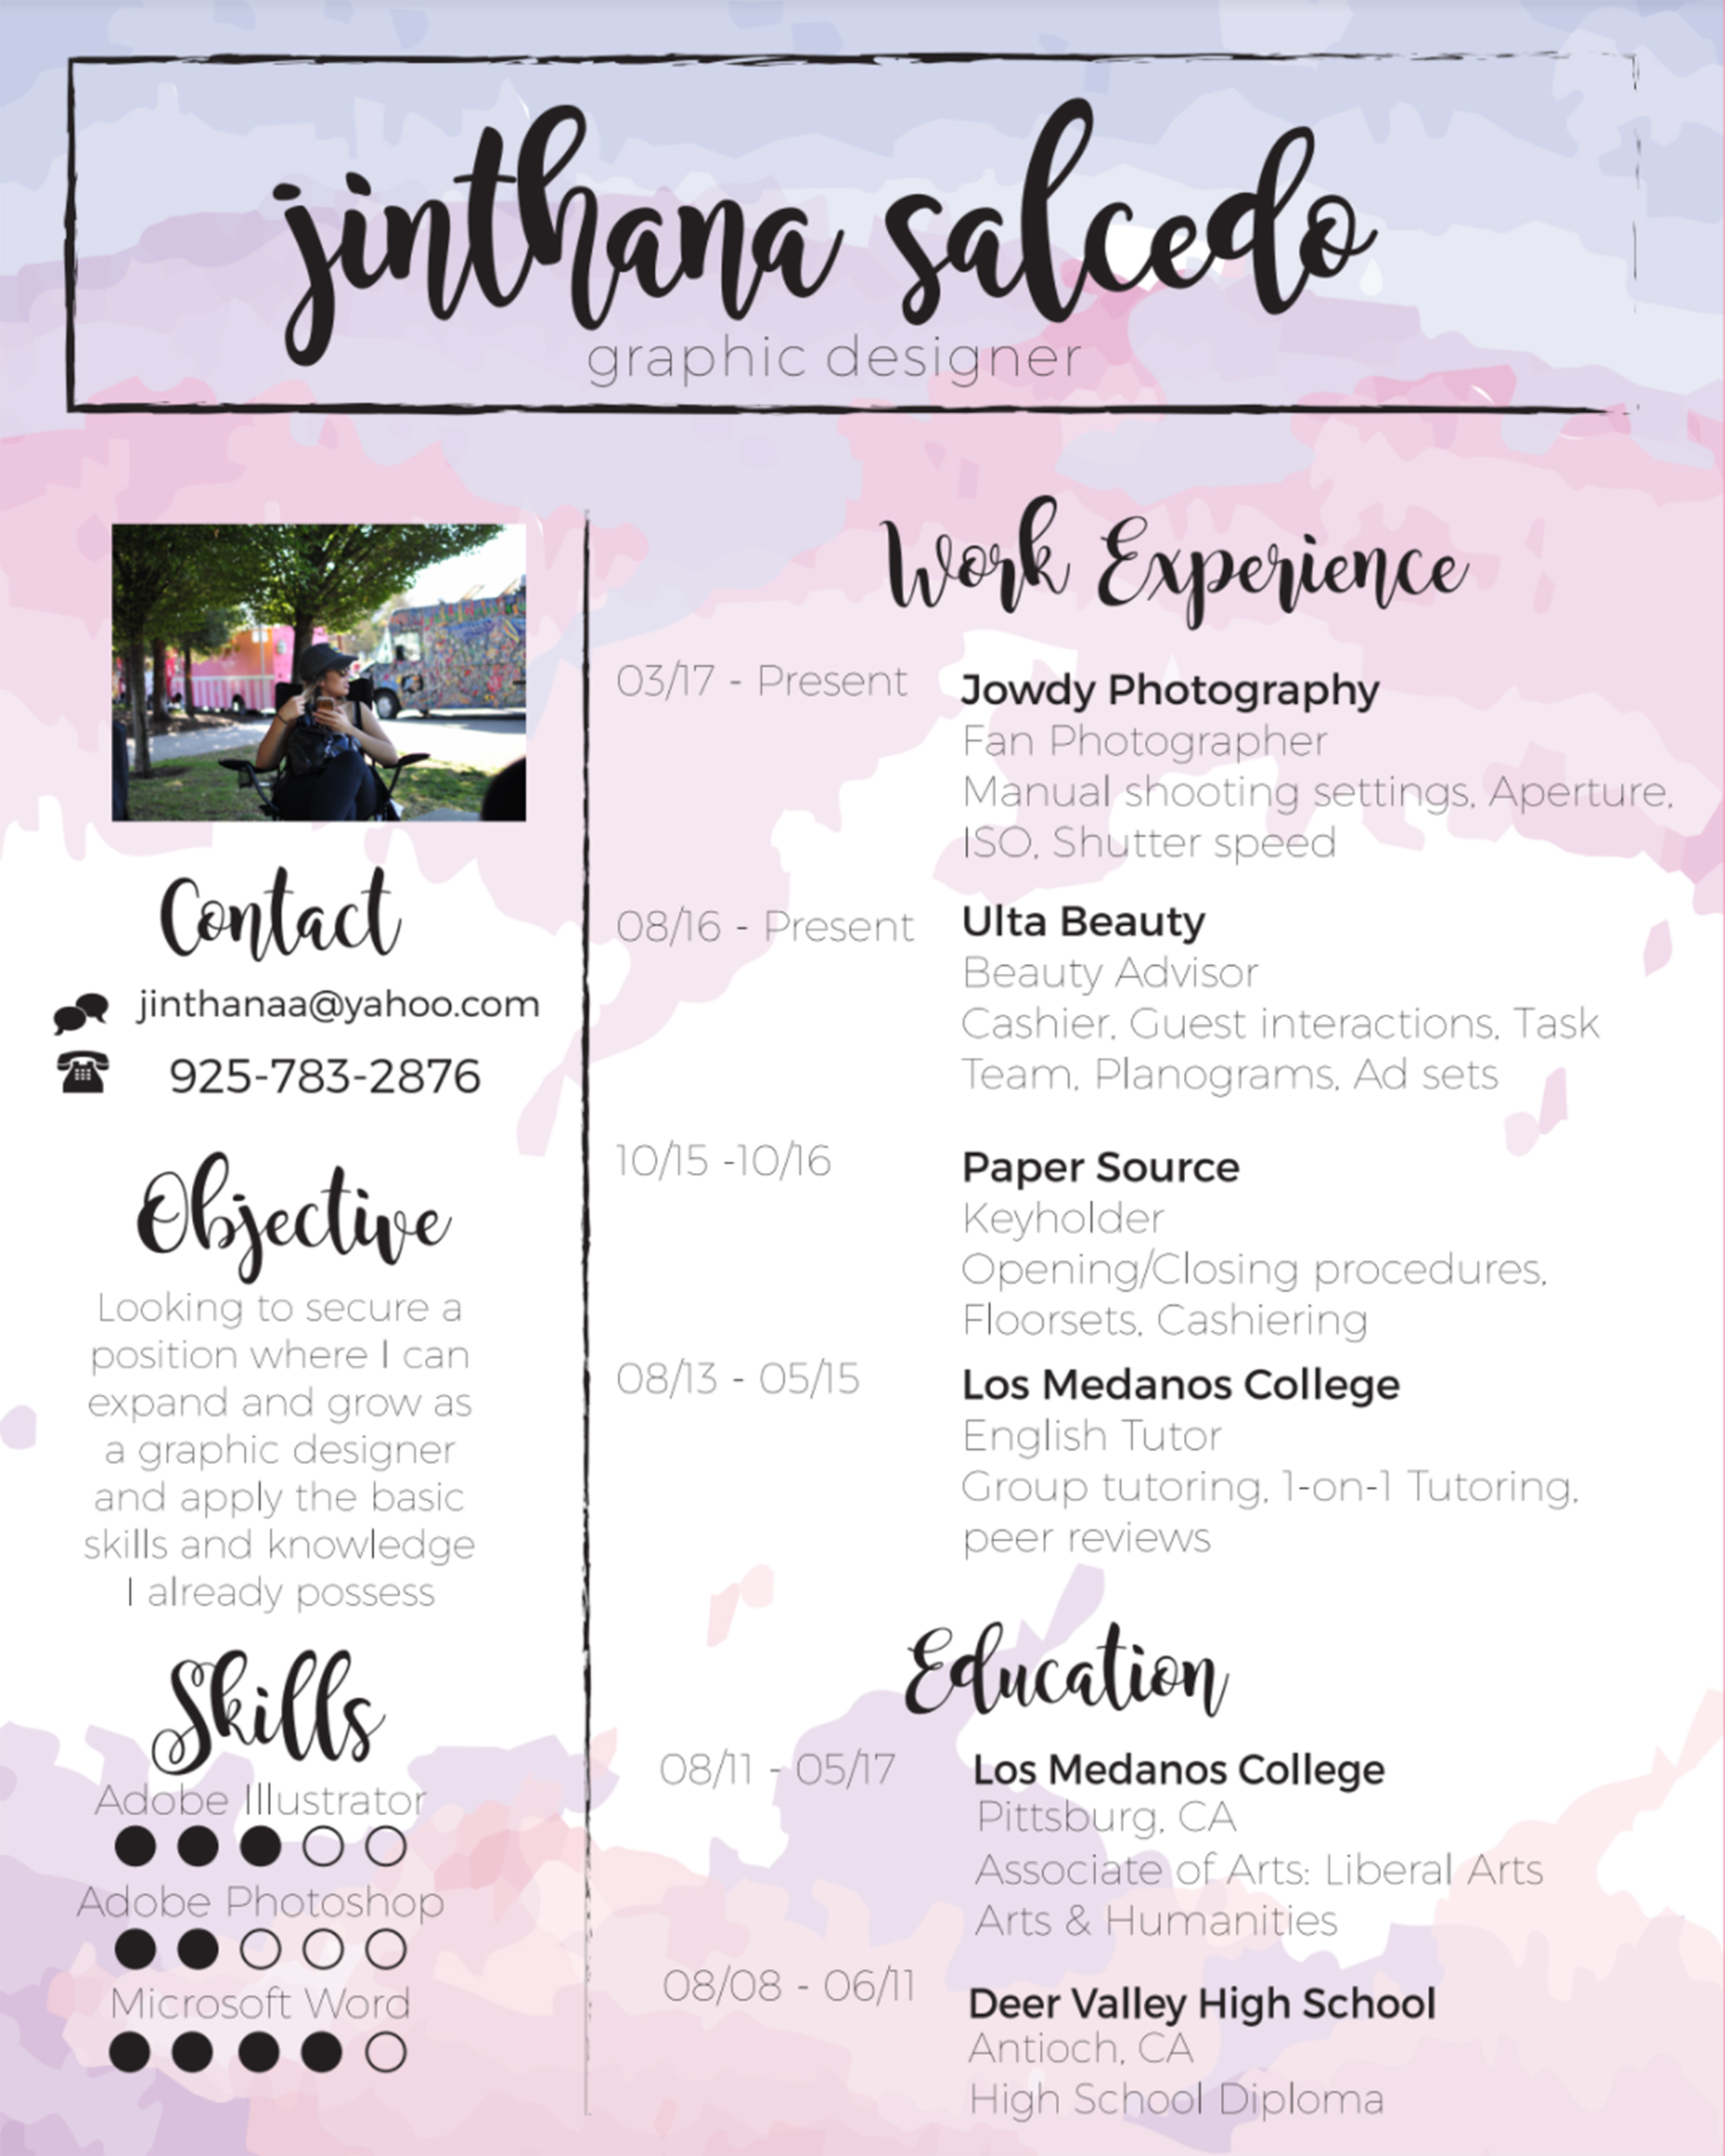 jinthana salcedo
graphic designer
Contact
jinthanaa@yahoo.com
925-783-2876
Objective
Looking to secure a
position where I can
expand and grow as
a graphic designer
and apply the basic
skills and knowledge
I already possess
Skills
Adobe Illustrator
Adobe Photoshop
Microsoft Word
Work Experience
03/17 - Present
Jowdy Photography
Fan Photographer
Manual shooting settings, Aperture,
ISO, Shutter speed
08/16 - Present
Ulta Beauty
Beauty Advisor
Cashier, Guest interactions, Task
Team, Planograms, Ad sets
10/15 -10/16
Paper Source
Keyholder
Opening/Closing procedures,
Floorsets, Cashiering
08/13 - 05/15
Los Medanos College
English Tutor
Group tutoring, 1-on-1 Tutoring,
peer reviews
Education
08/11 - 05/17
Los Medanos College
Pittsburg, CA
Associate of Arts: Liberal Arts
Arts & Humanities
08/08 - 06/11
Deer Valley High School
Antioch, CA
High School Diploma